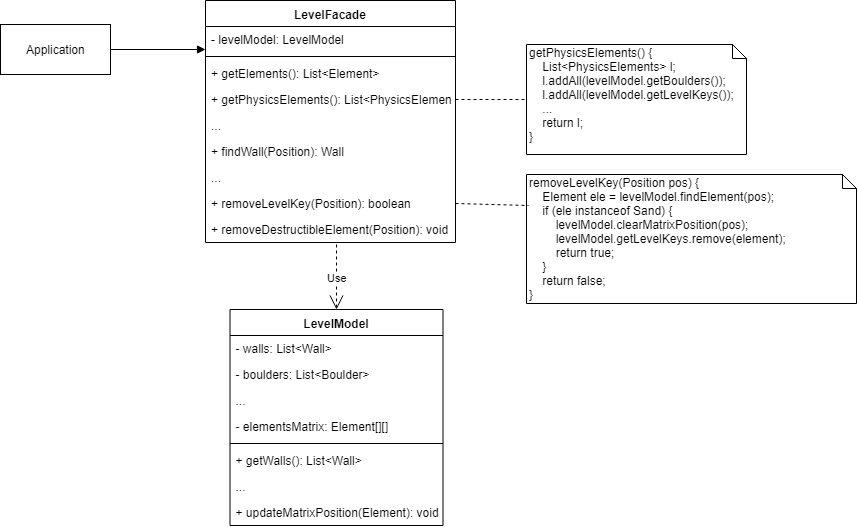 Application
LevelFacade
- levelModel: LevelModel
+ getElements(): List<Element>
+ getPhysicsElements(): List<PhysicsElemen
...
+ findWall(Position): Wall
...
+ removeLevelKey(Position): boolean
+ removeDestructibleElement(Position): void
getPhysicsElements() {
List<PhysicsElements> l;
l.addAll(levelModel.getBoulders());
l.addAll(levelModel.getLevelKeys());
...
return l;
}
removeLevelKey(Position pos) {
Element ele = levelModel.findElement(pos);
if (ele instanceof Sand) {
levelModel.clearMatrixPosition(pos);
levelModel.getLevelKeys.remove(element);
return true;
}
return false;
}
Use
LevelModel
- walls: List<Wall>
- boulders: List<Boulder>
...
- elementsMatrix: Element[][]
+ getWalls(): List<Wall>
...
+ updateMatrixPosition(Element): void